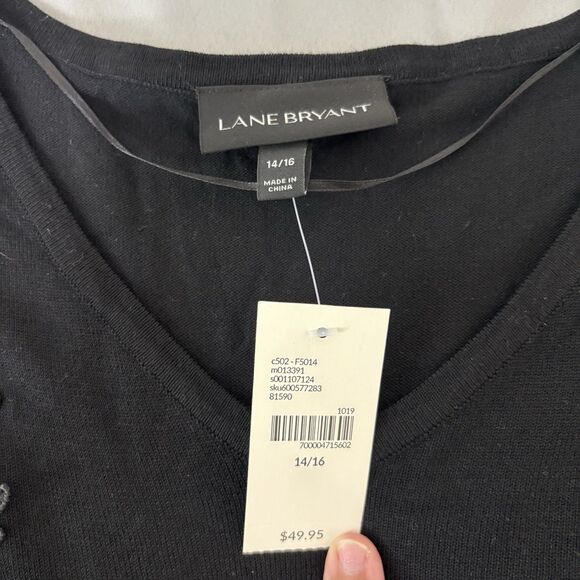 LANE BRYANT
14/16
MADE IN
CHINA
c502 - F5014
m013391
s001107124
sku600577283
81590
1019
700004715602
14/16
$49.95